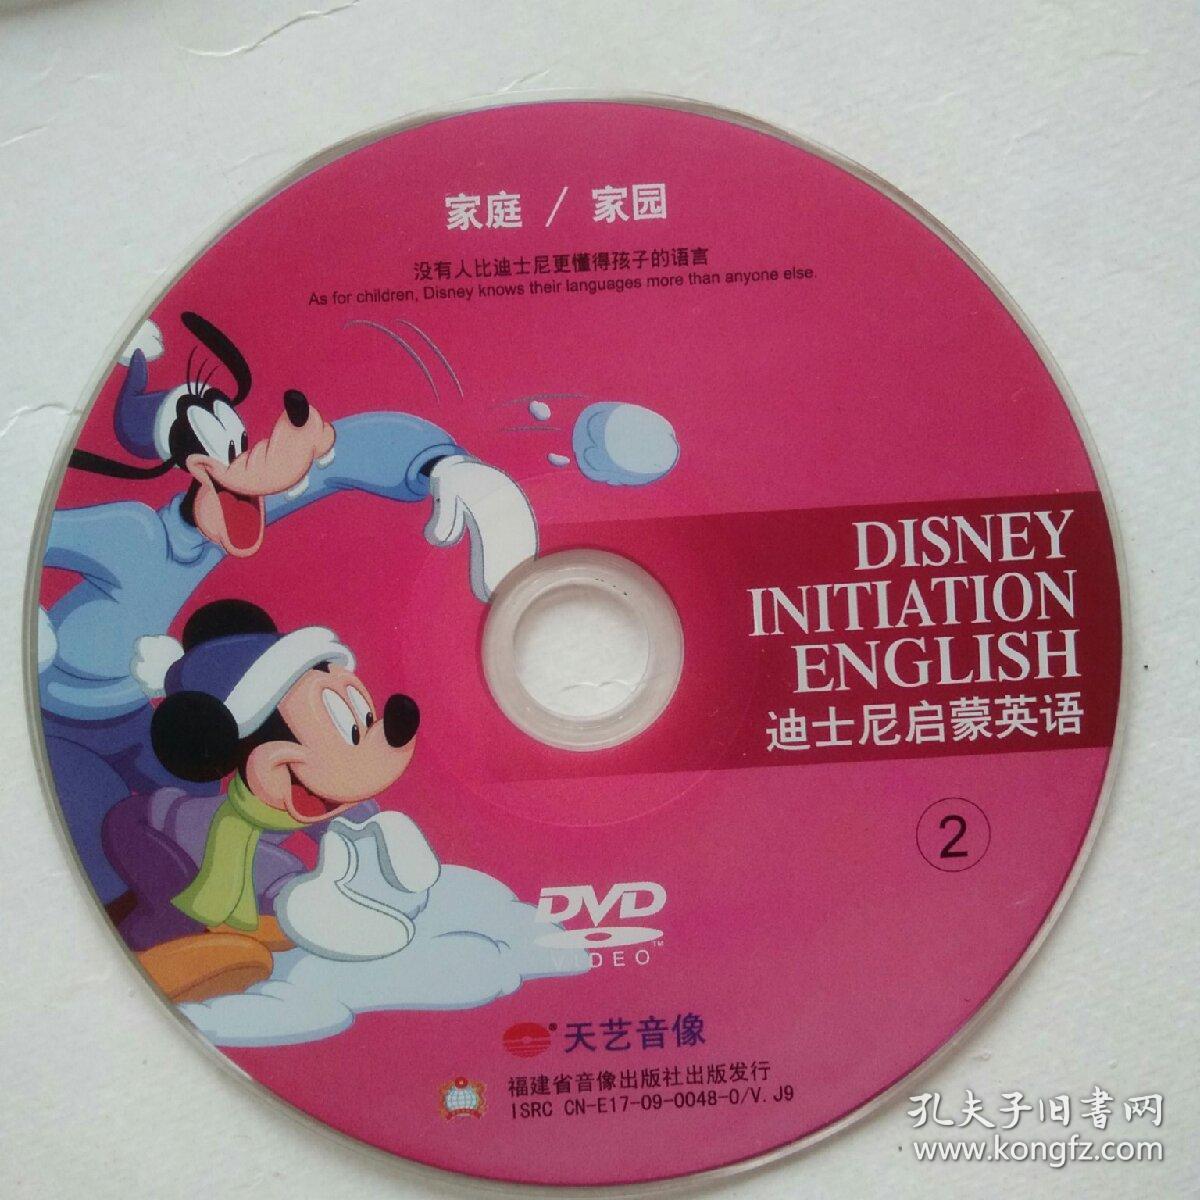 家庭 / 家园
没有人比迪士尼更懂得孩子的语言
As for children, Disney knows their languages more than anyone else.
DISNEY
INITIATION
ENGLISH
迪士尼启蒙英语
2
DVD
VIDEO™
®天艺音像
福建省音像出版社出版发行
ISRC CN-E17-09-0048-0/V.J9
孔夫子旧书网
www.kongfz.com